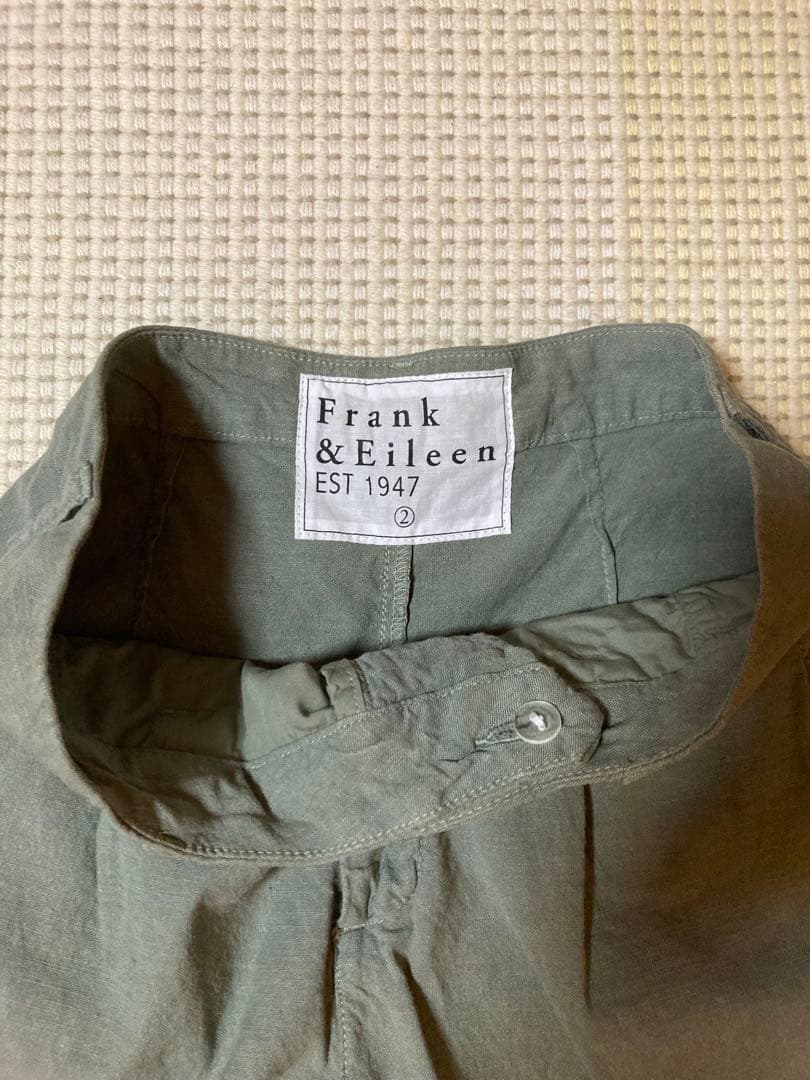 Frank
& Eileen
EST 1947
②